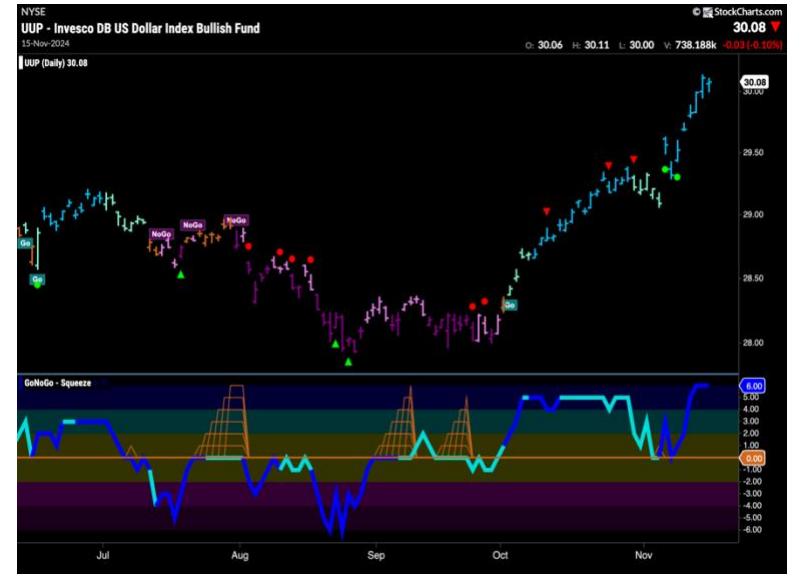 NYSE
© StockCharts.com
UUP - Invesco DB US Dollar Index Bullish Fund
30.08
15-Nov-2024
O: 30.06 H: 30.11 L: 30.00 V: 738.188k -0.03 (-0.10%)
UUP (Daily) 30.08
30.08
30.00
29.50
29.00
28.50
28.00
Go
Go
NoGo
NoGo
NoGo
Go
GoNoGo - Squeeze
6.00
5.00
4.00
3.00
2.00
1.00
0.00
-1.00
-2.00
-3.00
-4.00
-5.00
-6.00
Jul Aug Sep Oct Nov